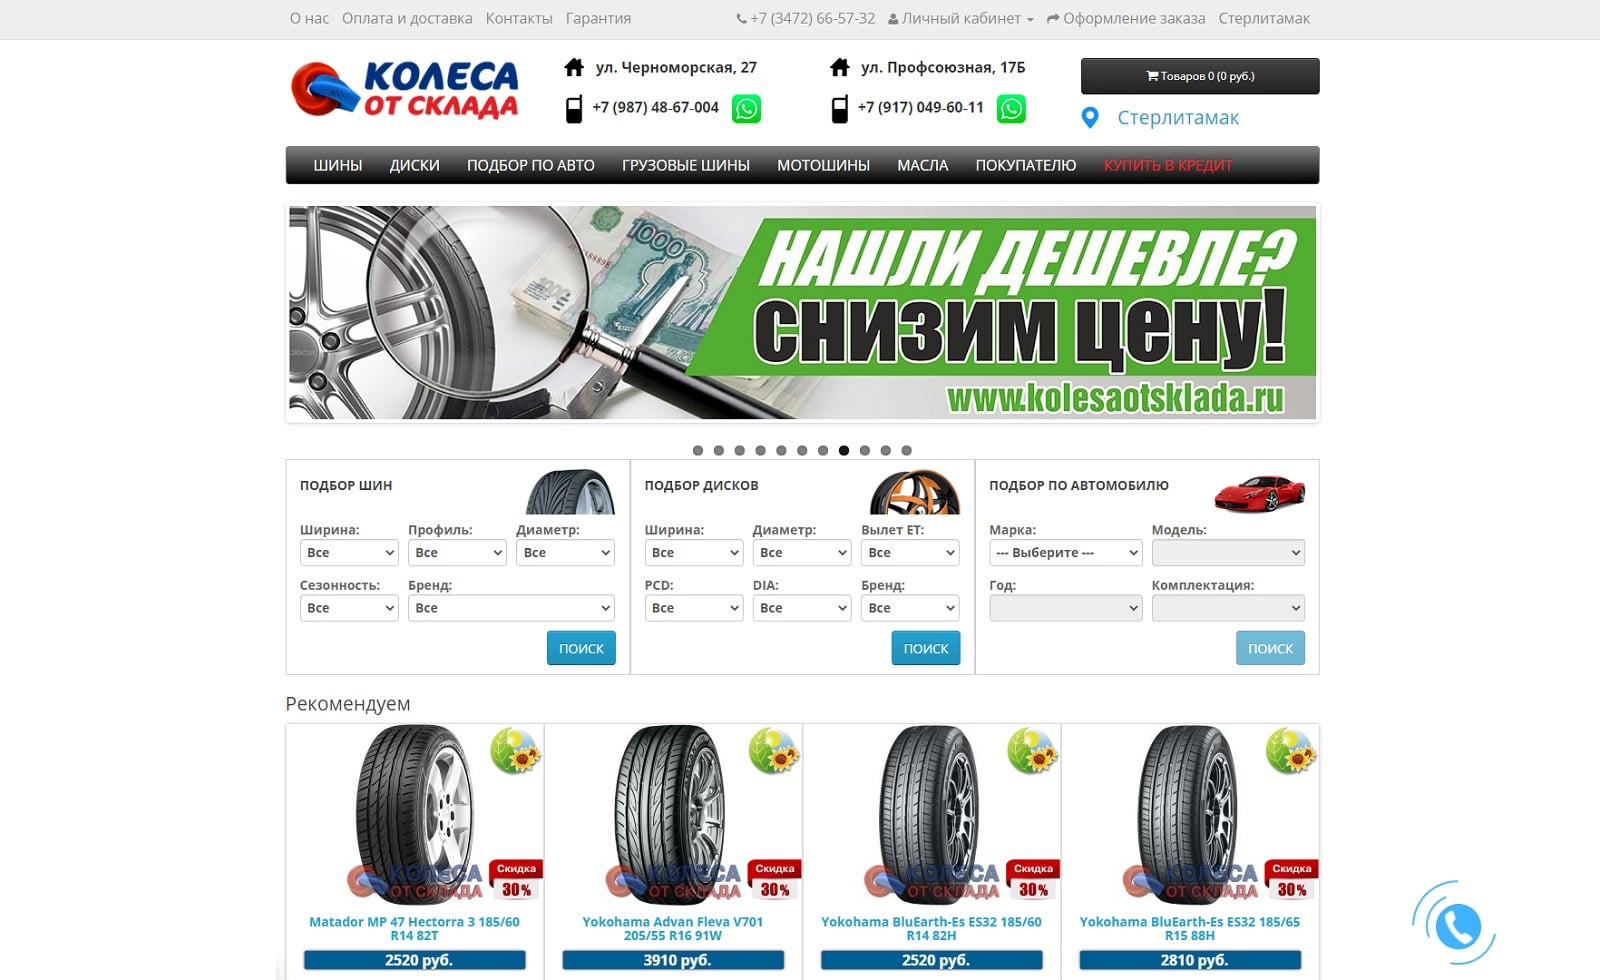 О нас Оплата и доставка Контакты Гарантия +7 (3472) 66-57-32 Личный кабинет Оформление заказа Стерлитамак
КОЛЕСА
ОТ СКЛАДА
ул. Черноморская, 27
+7 (987) 48-67-004
ул. Профсоюзная, 17Б
+7 (917) 049-60-11
Товаров 0 (0 руб.)
Стерлитамак
ШИНЫ ДИСКИ ПОДБОР ПО АВТО ГРУЗОВЫЕ ШИНЫ МОТОШИНЫ МАСЛА ПОКУПАТЕЛЮ КУПИТЬ В КРЕДИТ
1000
НАШЛИ ДЕШЕВЛЕ?
СНИЗИМ ЦЕНУ!
www.kolesaotsklada.ru
ПОДБОР ШИН
Ширина: Профиль: Диаметр:
Все Все Все
Сезонность: Бренд:
Все Все
ПОИСК
ПОДБОР ДИСКОВ
Ширина: Диаметр: Вылет ET:
Все Все Все
PCD: DIA: Бренд:
Все Все Все
ПОИСК
ПОДБОР ПО АВТОМОБИЛЮ
Марка: Модель:
--- Выберите ---
Год: Комплектация:
ПОИСК
Рекомендуем
КОЛЕСА
ОТ СКЛАДА
Скидка
30%
Matador MP 47 Hectorra 3 185/60
R14 82T
2520 руб.
КОЛЕСА
ОТ СКЛАДА
Скидка
30%
Yokohama Advan Fleva V701
205/55 R16 91W
3910 руб.
КОЛЕСА
ОТ СКЛАДА
Скидка
30%
Yokohama BluEarth-Es ES32 185/60
R14 82H
2520 руб.
КОЛЕСА
ОТ СКЛАДА
Скидка
30%
Yokohama BluEarth-Es ES32 185/65
R15 88H
2810 руб.